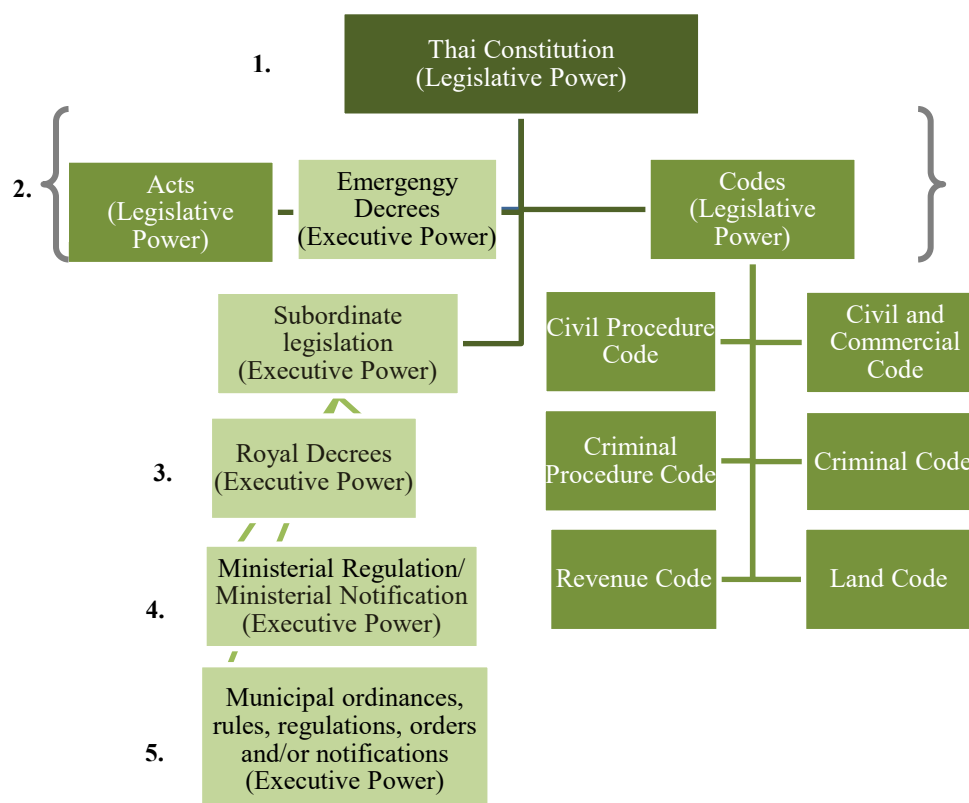 1.
Thai Constitution
(Legislative Power)
2.
Acts
(Legislative
Power)
Emergengy
Decrees
(Executive Power)
Codes
(Legislative
Power)
Subordinate
legislation
(Executive Power)
Civil Procedure
Code
Civil and
Commercial
Code
3.
Royal Decrees
(Executive Power)
Criminal
Procedure Code
Criminal Code
4.
Ministerial Regulation/
Ministerial Notification
(Executive Power)
Revenue Code
Land Code
5.
Municipal ordinances,
rules, regulations, orders
and/or notifications
(Executive Power)